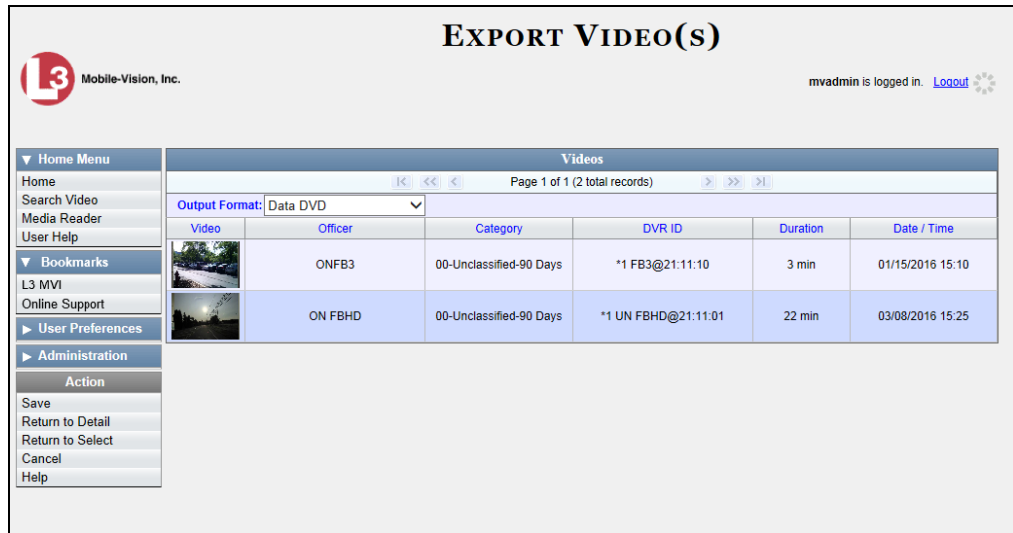 EXPORT VIDEO(S)
L3 Mobile-Vision, Inc.
mvadmin is logged in. Logout
▼ Home Menu
Home
Search Video
Media Reader
User Help
▼ Bookmarks
L3 MVI
Online Support
▶ User Preferences
▶ Administration
Action
Save
Return to Detail
Return to Select
Cancel
Help
Videos
Page 1 of 1 (2 total records)
Output Format: Data DVD
Video Officer Category DVR ID Duration Date / Time
ONFB3 00-Unclassified-90 Days *1 FB3@21:11:10 3 min 01/15/2016 15:10
ON FBHD 00-Unclassified-90 Days *1 UN FBHD@21:11:01 22 min 03/08/2016 15:25